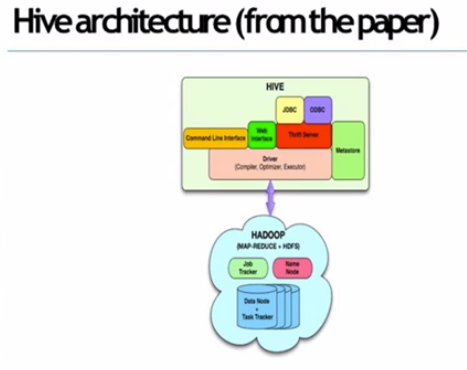 Hive architecture (from the paper)
HIVE
JDBC
ODBC
Command Line Interface
Web
Interface
Thrift Server
Metastore
Driver
(Compiler, Optimizer, Executor)
HADOOP
(MAP-REDUCE + HDFS)
Job
Tracker
Name
Node
Data Node
+
Task Tracker